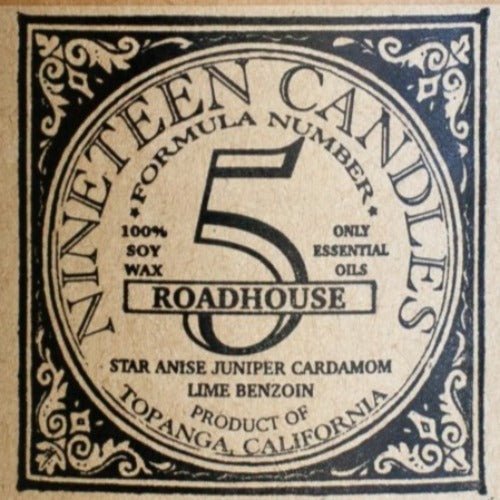 NINETEEN CANDLES
★ FORMULA NUMBER ★
5
100%
SOY
WAX
ONLY
ESSENTIAL
OILS
ROADHOUSE
STAR ANISE JUNIPER CARDAMOM
LIME BENZOIN
PRODUCT OF
TOPANGA, CALIFORNIA